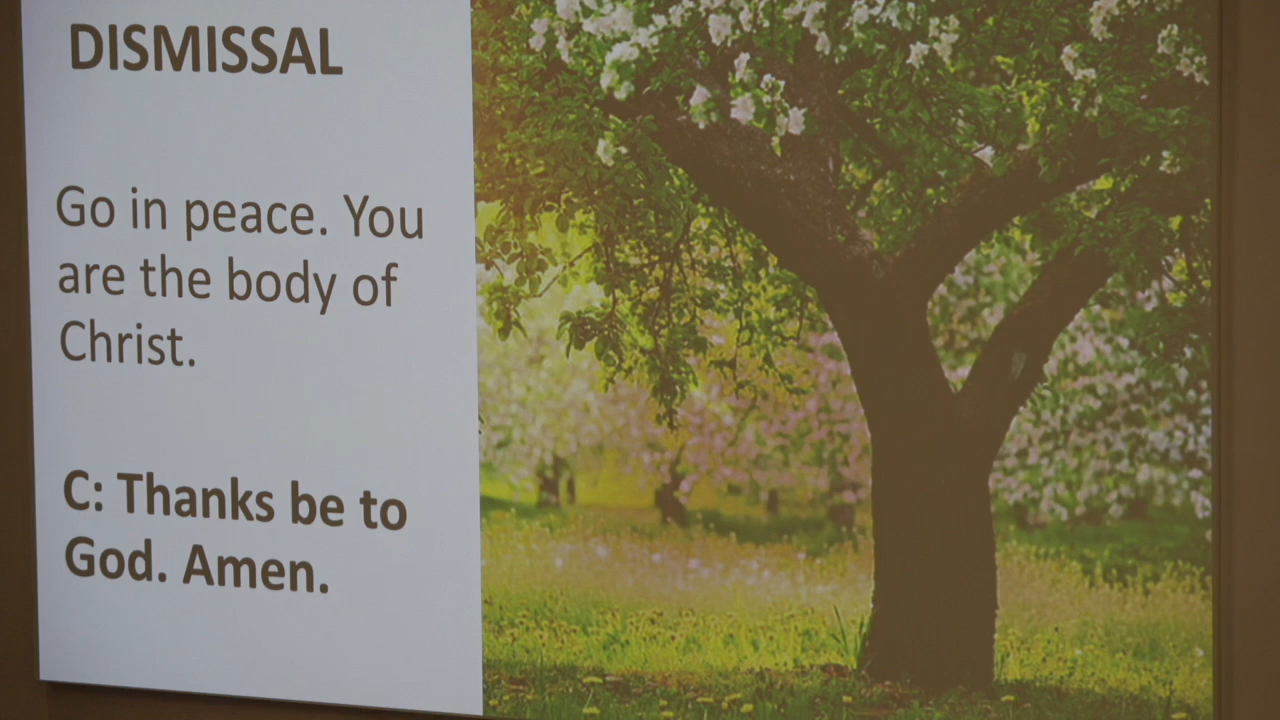 DISMISSAL
Go in peace. You
are the body of
Christ.
C: Thanks be to
God. Amen.